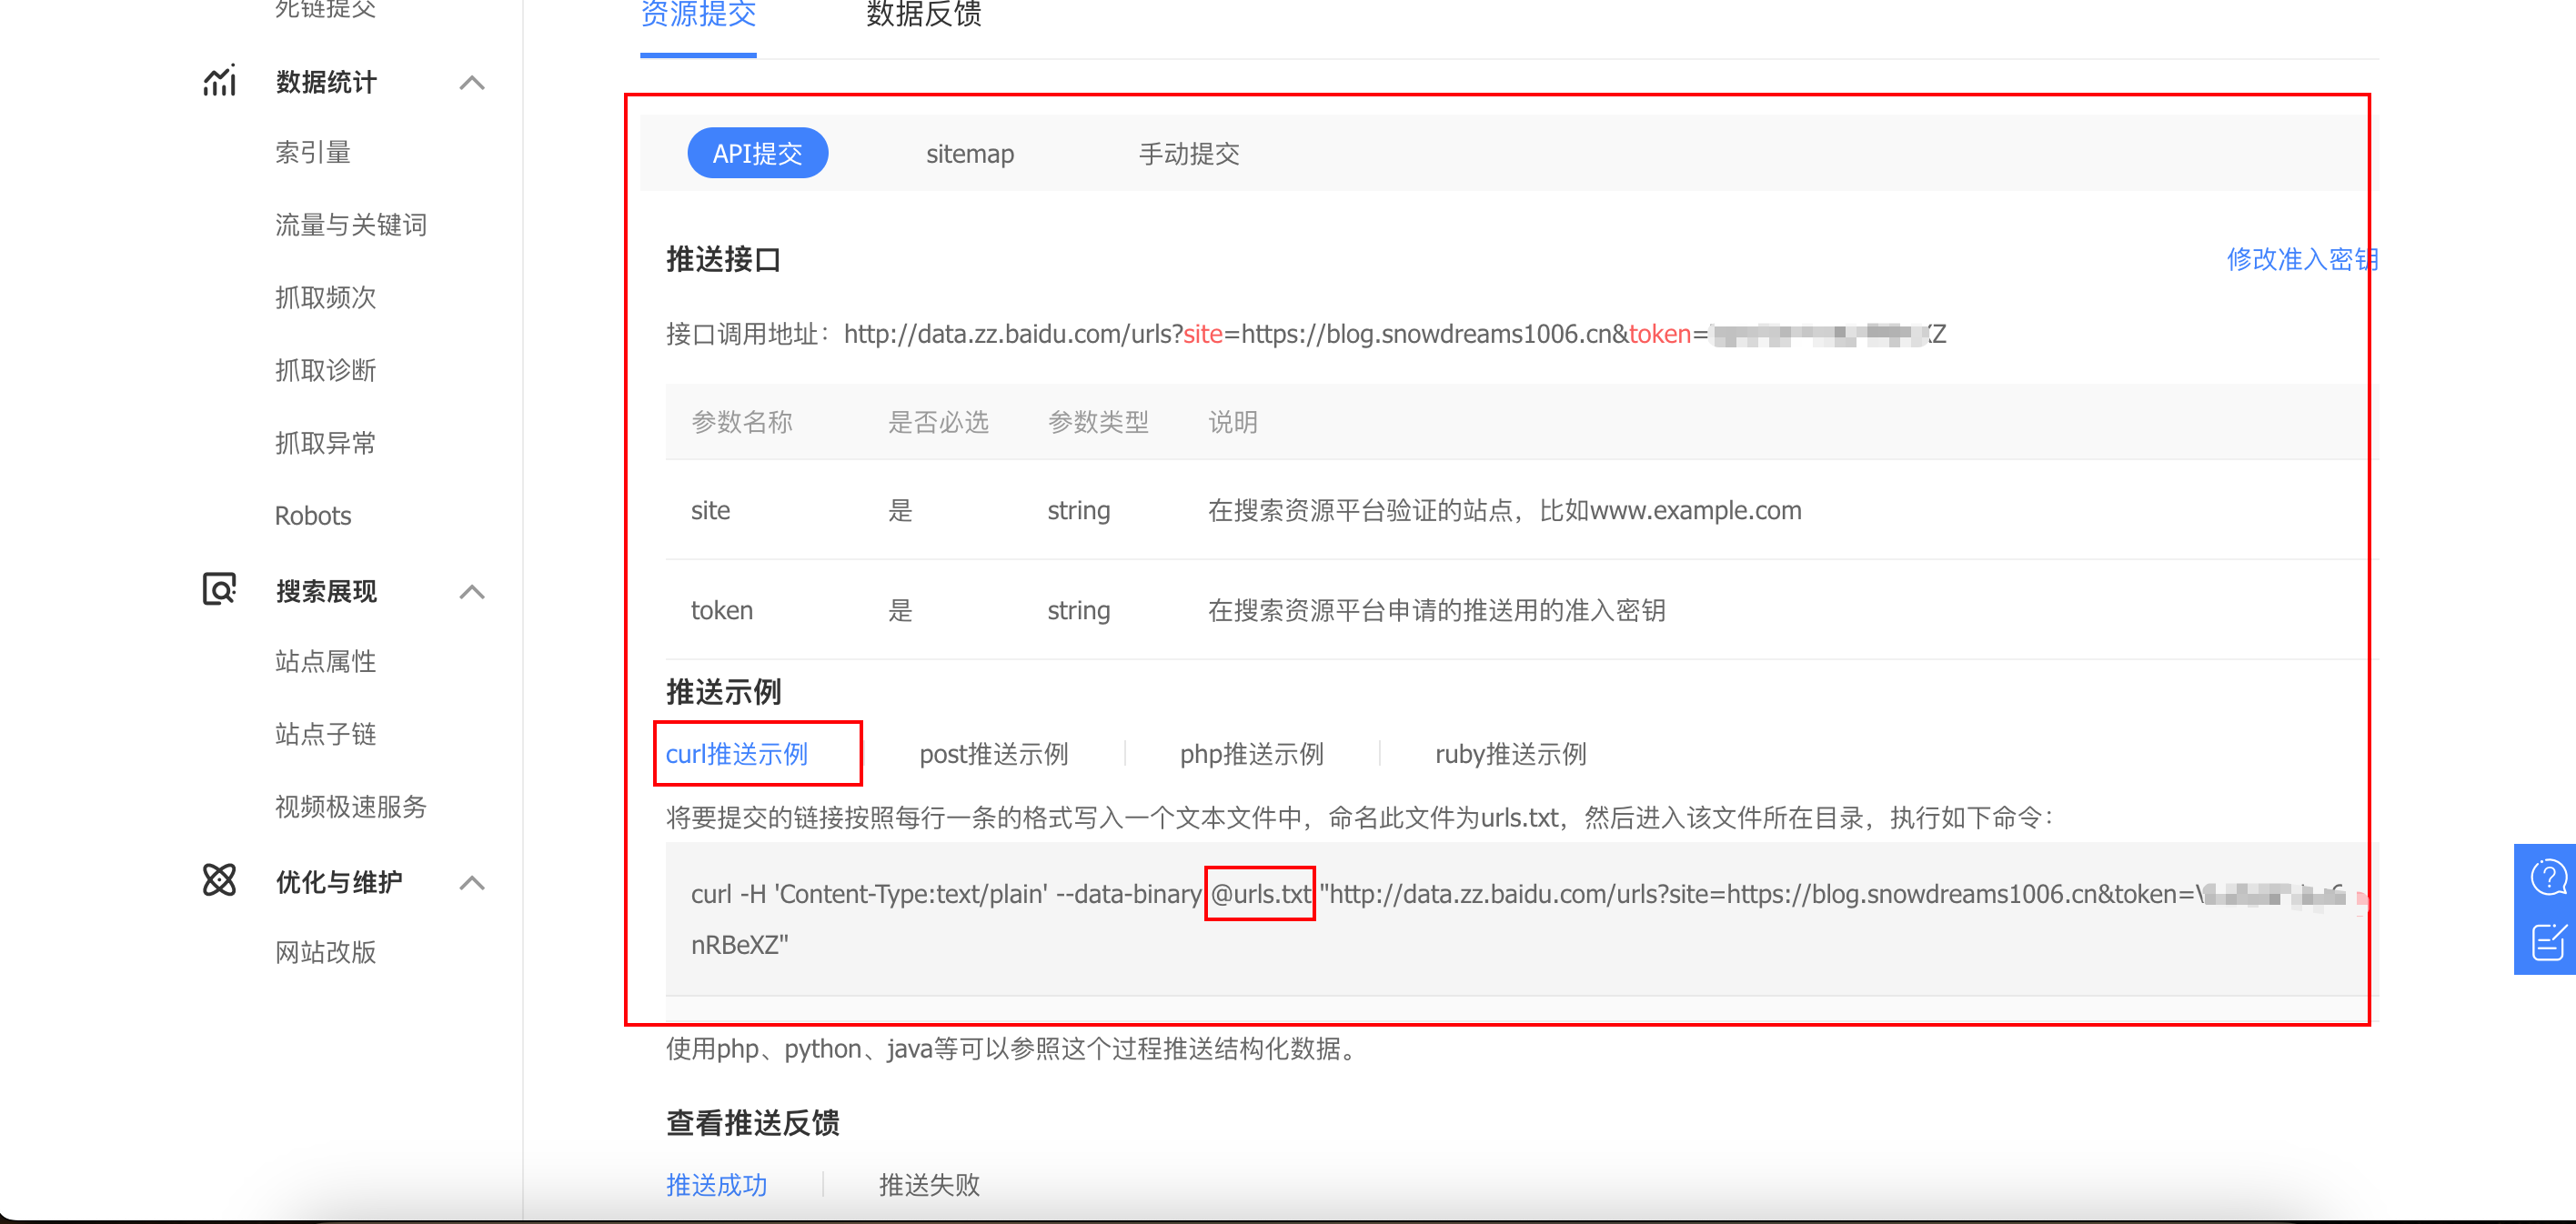 死链提交
数据统计
索引量
流量与关键词
抓取频次
抓取诊断
抓取异常
Robots
搜索展现
站点属性
站点子链
视频极速服务
优化与维护
网站改版
资源提交 数据反馈
API提交 sitemap 手动提交
推送接口 修改准入密钥
接口调用地址：http://data.zz.baidu.com/urls?site=https://blog.snowdreams1006.cn&token= XZ
参数名称 是否必选 参数类型 说明
site 是 string 在搜索资源平台验证的站点，比如www.example.com
token 是 string 在搜索资源平台申请的推送用的准入密钥
推送示例
curl推送示例 post推送示例 php推送示例 ruby推送示例
将要提交的链接按照每行一条的格式写入一个文本文件中，命名此文件为urls.txt，然后进入该文件所在目录，执行如下命令：
curl -H 'Content-Type:text/plain' --data-binary @urls.txt "http://data.zz.baidu.com/urls?site=https://blog.snowdreams1006.cn&token=
nRBeXZ"
使用php、python、java等可以参照这个过程推送结构化数据。
查看推送反馈
推送成功 推送失败